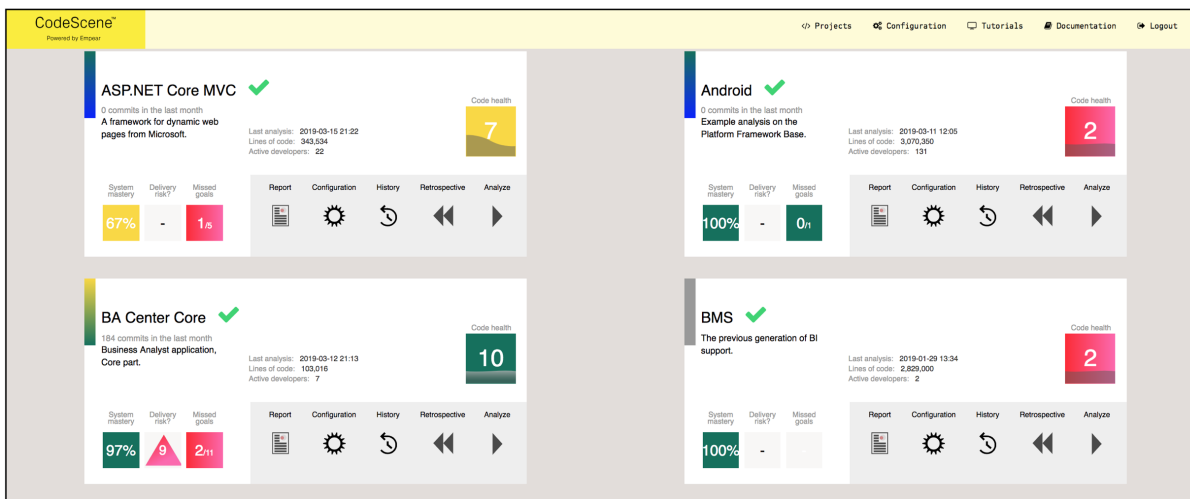 CodeScene™
Powered by Empear
Projects
Configuration
Tutorials
Documentation
Logout
ASP.NET Core MVC
0 commits in the last month
A framework for dynamic web
pages from Microsoft.
Last analysis: 2019-03-15 21:22
Lines of code: 343,534
Active developers: 22
Code health
7
System
mastery
Delivery
risk?
Missed
goals
67%
-
1/5
Report
Configuration
History
Retrospective
Analyze
Android
0 commits in the last month
Example analysis on the
Platform Framework Base.
Last analysis: 2019-03-11 12:05
Lines of code: 3,070,350
Active developers: 131
Code health
2
System
mastery
Delivery
risk?
Missed
goals
100%
-
0/1
Report
Configuration
History
Retrospective
Analyze
BA Center Core
184 commits in the last month
Business Analyst application,
Core part.
Last analysis: 2019-03-12 21:13
Lines of code: 103,016
Active developers: 7
Code health
10
System
mastery
Delivery
risk?
Missed
goals
97%
9
2/11
Report
Configuration
History
Retrospective
Analyze
BMS
The previous generation of BI
support.
Last analysis: 2019-01-29 13:34
Lines of code: 2,829,000
Active developers: 2
Code health
2
System
mastery
Delivery
risk?
Missed
goals
100%
-
-
Report
Configuration
History
Retrospective
Analyze